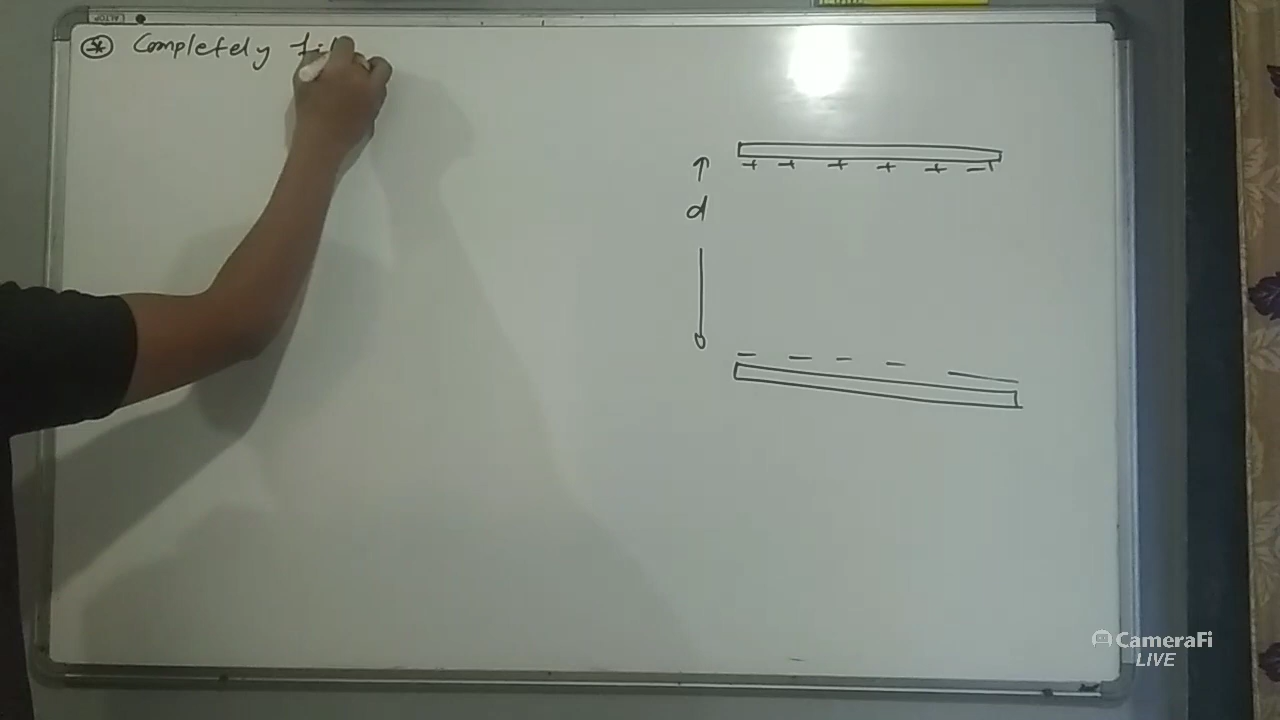 ⊛ Completely
+ + + + + +
d
- - - - -
CameraFi
LIVE